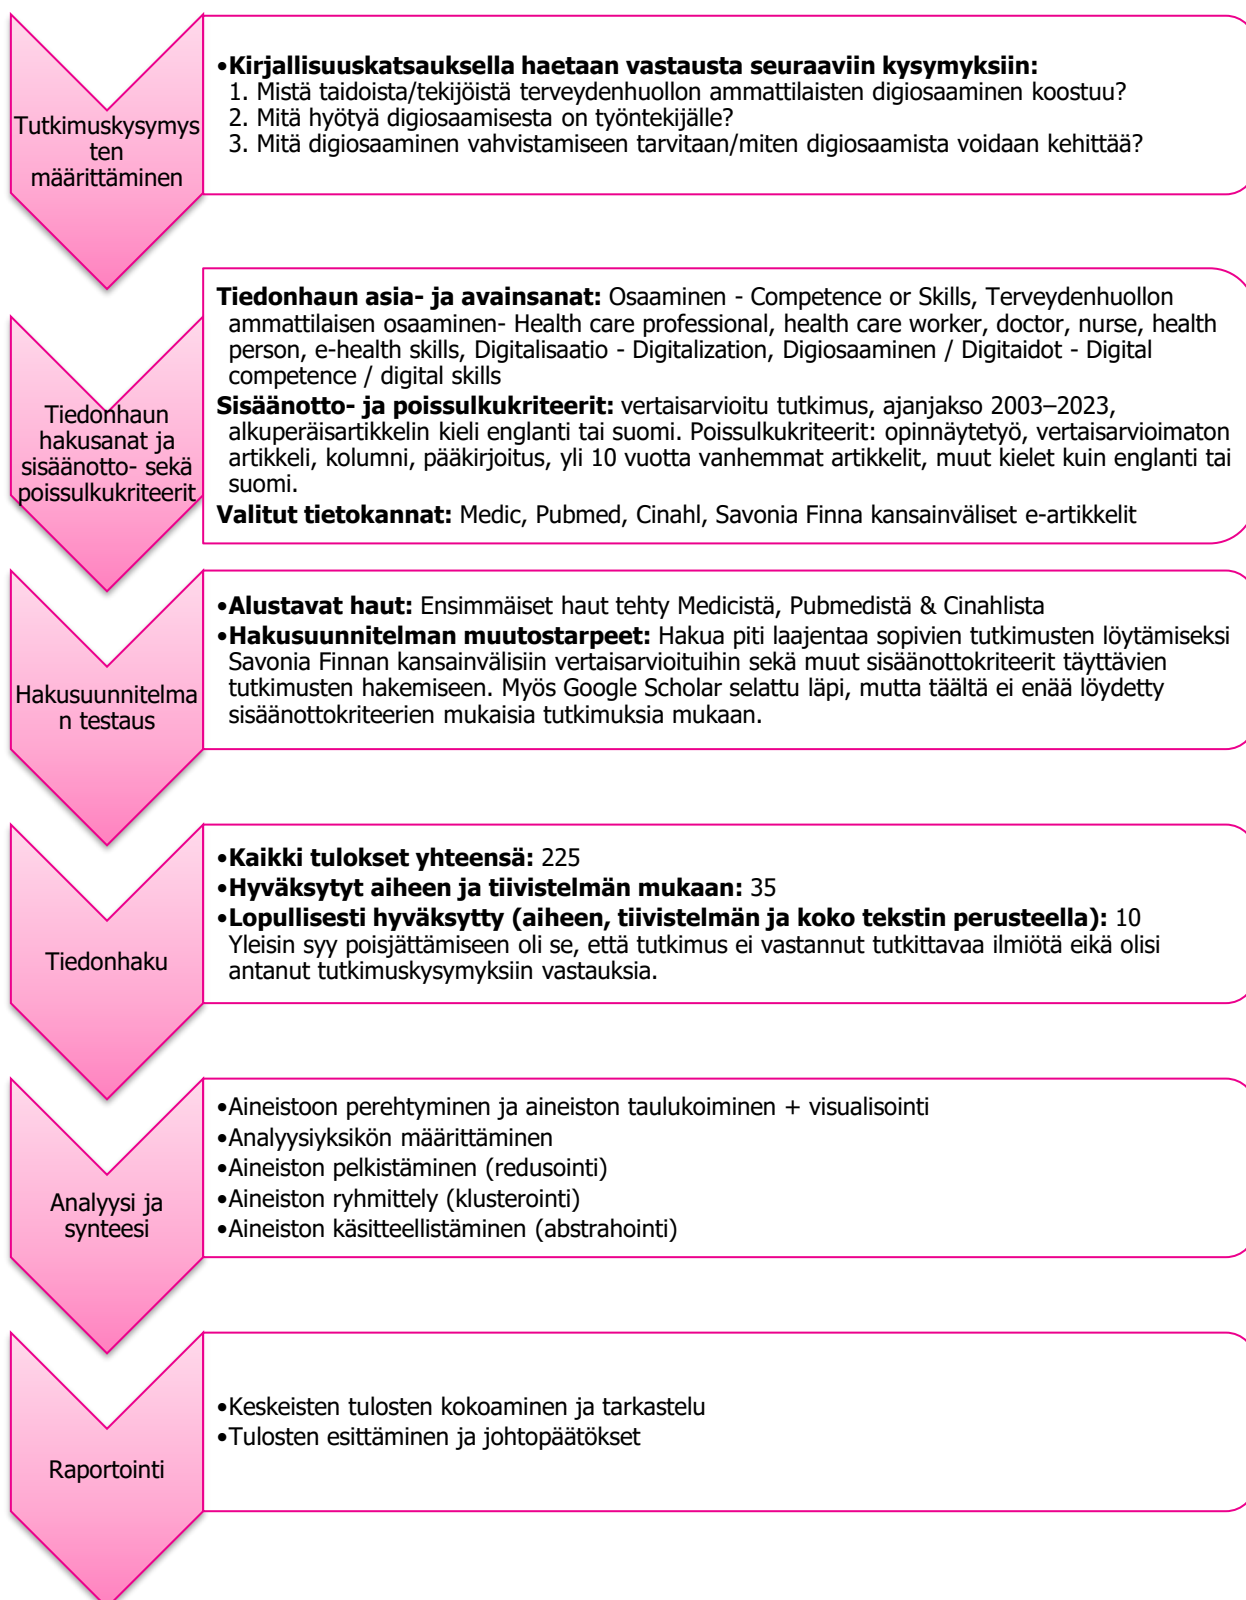 Tutkimuskysymys
ten
määrittäminen
•Kirjallisuuskatsauksella haetaan vastausta seuraaviin kysymyksiin:
1. Mistä taidoista/tekijöistä terveydenhuollon ammattilaisten digiosaaminen koostuu?
2. Mitä hyötyä digiosaamisesta on työntekijälle?
3. Mitä digiosaaminen vahvistamiseen tarvitaan/miten digiosaamista voidaan kehittää?
Tiedonhaun
hakusanat ja
sisäänotto- sekä
poissulkukriteerit
Tiedonhaun asia- ja avainsanat: Osaaminen - Competence or Skills, Terveydenhuollon
ammattilaisen osaaminen- Health care professional, health care worker, doctor, nurse, health
person, e-health skills, Digitalisaatio - Digitalization, Digiosaaminen / Digitaidot - Digital
competence / digital skills
Sisäänotto- ja poissulkukriteerit: vertaisarvioitu tutkimus, ajanjakso 2003–2023,
alkuperäisartikkelin kieli englanti tai suomi. Poissulkukriteerit: opinnäytetyö, vertaisarvioimaton
artikkeli, kolumni, pääkirjoitus, yli 10 vuotta vanhemmat artikkelit, muut kielet kuin englanti tai
suomi.
Valitut tietokannat: Medic, Pubmed, Cinahl, Savonia Finna kansainväliset e-artikkelit
Hakusuunnitelma
n testaus
•Alustavat haut: Ensimmäiset haut tehty Medicistä, Pubmedistä & Cinahlista
•Hakusuunnitelman muutostarpeet: Hakua piti laajentaa sopivien tutkimusten löytämiseksi
Savonia Finnan kansainvälisiin vertaisarvioituihin sekä muut sisäänottokriteerit täyttävien
tutkimusten hakemiseen. Myös Google Scholar selattu läpi, mutta täältä ei enää löydetty
sisäänottokriteerien mukaisia tutkimuksia mukaan.
Tiedonhaku
•Kaikki tulokset yhteensä: 225
•Hyväksytyt aiheen ja tiivistelmän mukaan: 35
•Lopullisesti hyväksytty (aiheen, tiivistelmän ja koko tekstin perusteella): 10
Yleisin syy poisjättämiseen oli se, että tutkimus ei vastannut tutkittavaa ilmiötä eikä olisi
antanut tutkimuskysymyksiin vastauksia.
Analyysi ja
synteesi
•Aineistoon perehtyminen ja aineiston taulukoiminen + visualisointi
•Analyysiyksikön määrittäminen
•Aineiston pelkistäminen (redusointi)
•Aineiston ryhmittely (klusterointi)
•Aineiston käsitteellistäminen (abstrahointi)
Raportointi
•Keskeisten tulosten kokoaminen ja tarkastelu
•Tulosten esittäminen ja johtopäätökset